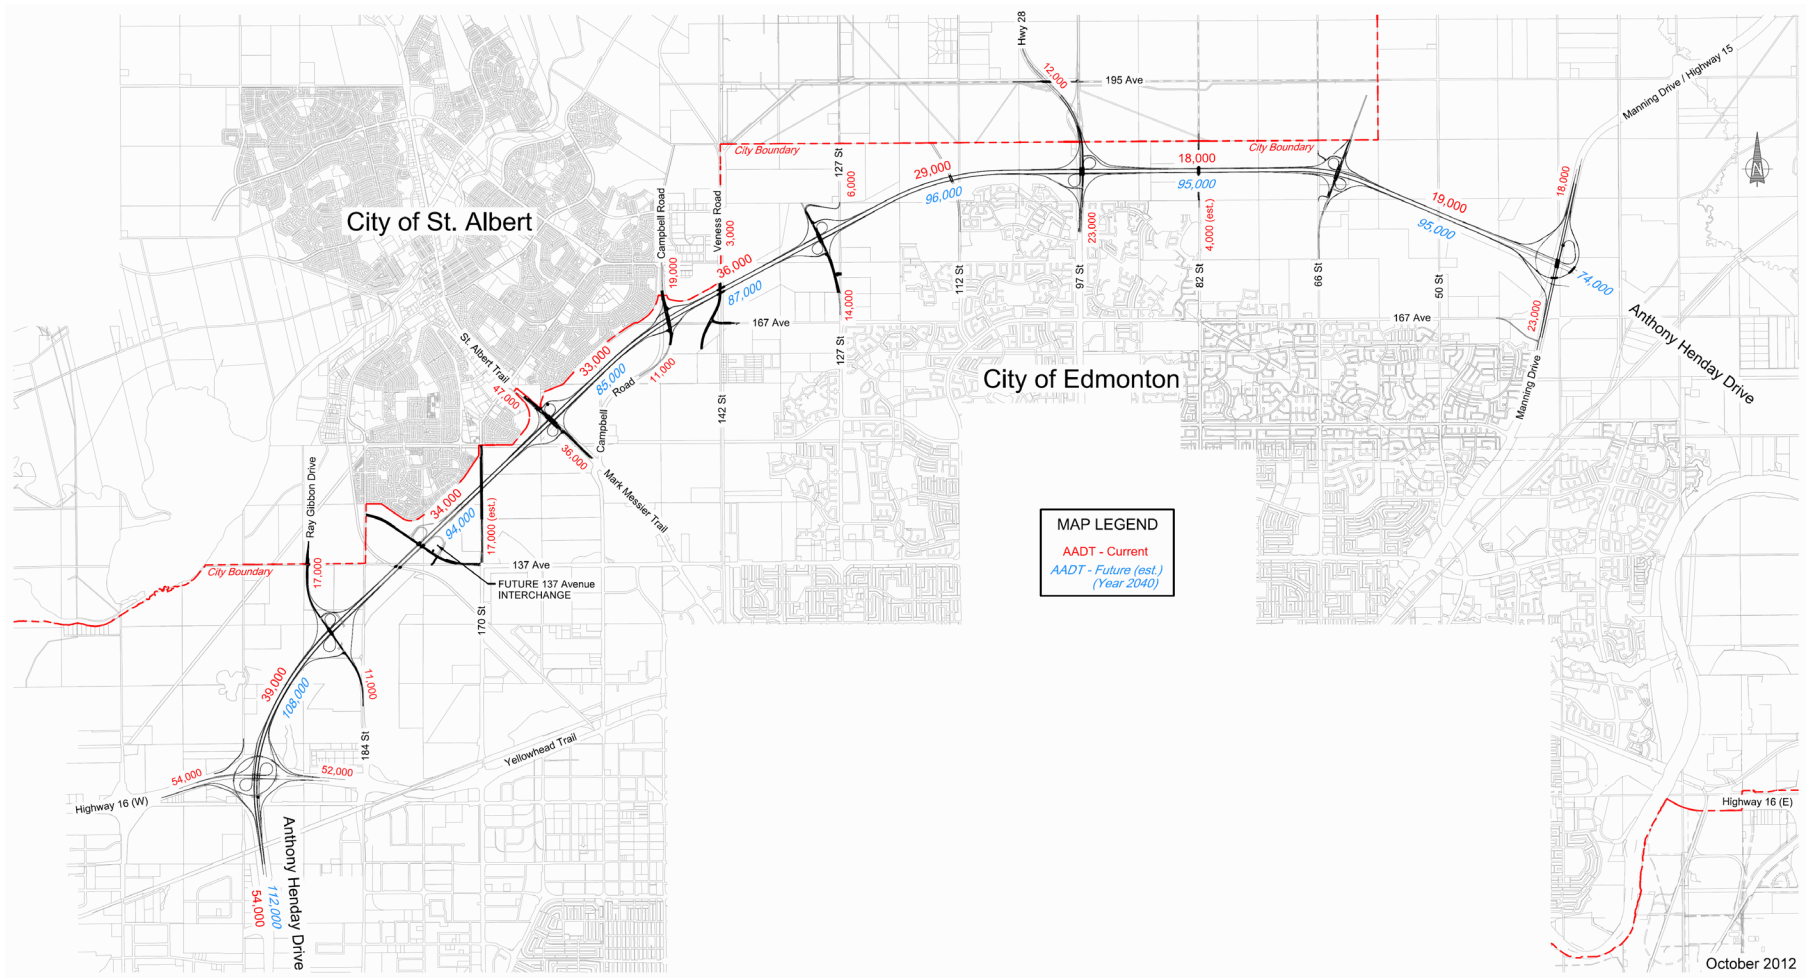 Hwy 28
12,000
195 Ave
Manning Drive / Highway 15
City Boundary
City Boundary
127 St
6,000
29,000
96,000
18,000
95,000
4,000 (est.)
23,000
19,000
95,000
18,000
74,000
23,000
City of St. Albert
Campbell Road
19,000
Veness Road
3,000
36,000
87,000
14,000
112 St
97 St
82 St
66 St
50 St
167 Ave
167 Ave
127 St
Anthony Henday Drive
Manning Drive
City of Edmonton
St. Albert Trail
47,000
33,000
85,000
Campbell
Road
11,000
142 St
36,000
Mark Messier Trail
34,000
94,000
17,000 (est.)
Ray Gibbon Drive
17,000
City Boundary
137 Ave
FUTURE 137 Avenue
INTERCHANGE
170 St
MAP LEGEND
AADT - Current
AADT - Future (est.)
(Year 2040)
39,000
108,000
11,000
184 St
Yellowhead Trail
54,000
52,000
Highway 16 (W)
Highway 16 (E)
Anthony Henday Drive
54,000
112,000
October 2012
N